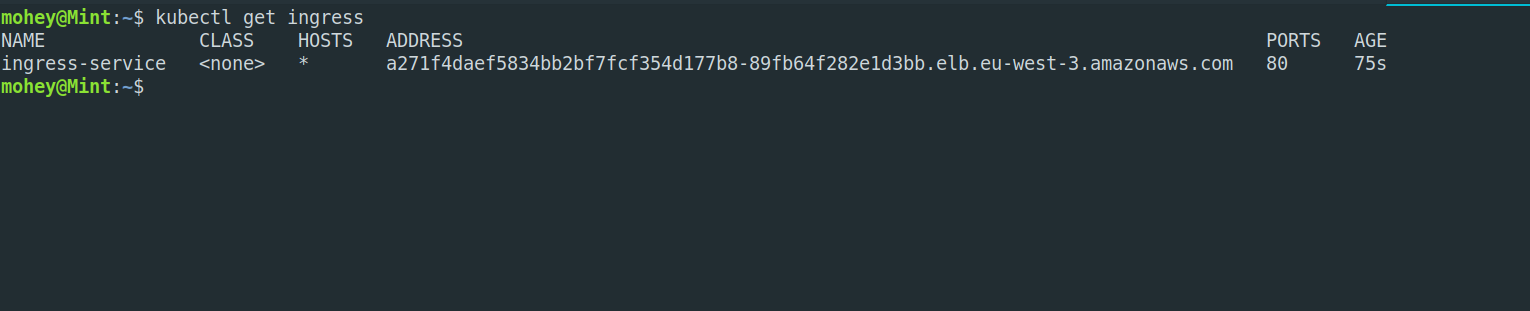 mohey@Mint:~$ kubectl get ingress
NAME CLASS HOSTS ADDRESS PORTS AGE
ingress-service <none> * a271f4daef5834bb2bf7fcf354d177b8-89fb64f282e1d3bb.elb.eu-west-3.amazonaws.com 80 75s
mohey@Mint:~$